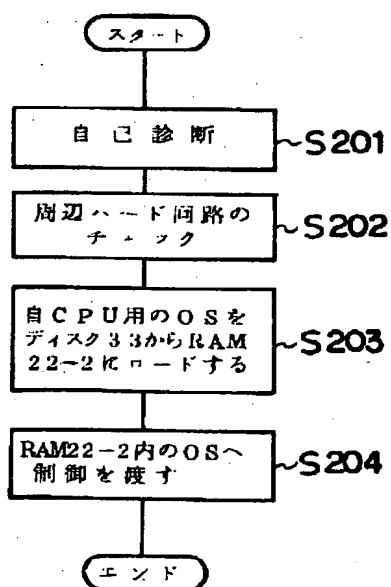 スタート
自己診断
~S201
周辺ハード回路の
チェック
~S202
自CPU用のOSを
ディスク33からRAM
22-2にロードする
~S203
RAM22-2内のOSへ
制御を渡す
~S204
エンド